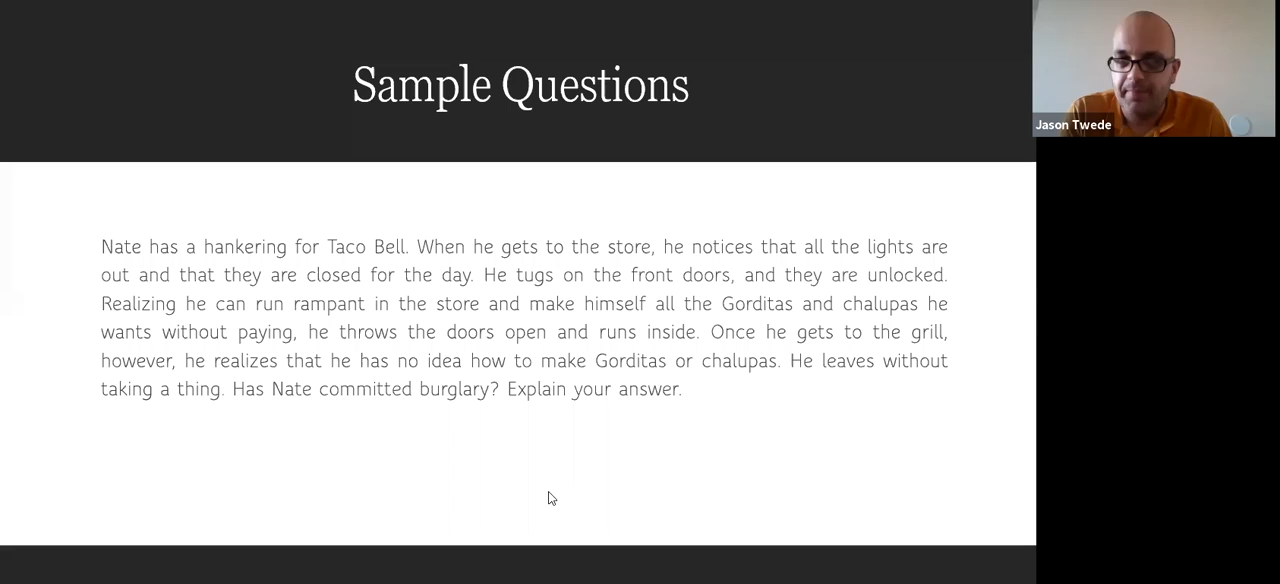 Sample Questions
Jason Twede
Nate has a hankering for Taco Bell. When he gets to the store, he notices that all the lights are
out and that they are closed for the day. He tugs on the front doors, and they are unlocked.
Realizing he can run rampant in the store and make himself all the Gorditas and chalupas he
wants without paying, he throws the doors open and runs inside. Once he gets to the grill,
however, he realizes that he has no idea how to make Gorditas or chalupas. He leaves without
taking a thing. Has Nate committed burglary? Explain your answer.